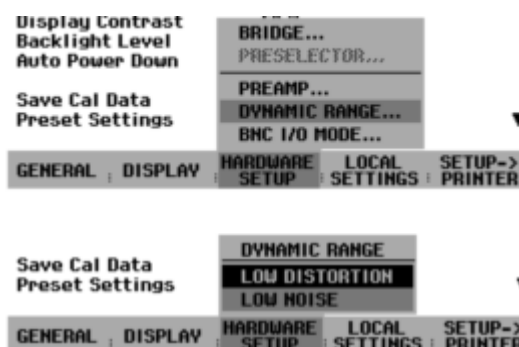 Display Contrast
Backlight Level
Auto Power Down
Save Cal Data
Preset Settings
BRIDGE...
PRESELECTOR...
PREAMP...
DYNAMIC RANGE...
BNC I/O MODE...
GENERAL DISPLAY HARDWARE SETUP LOCAL SETTINGS SETUP-> PRINTER
Save Cal Data
Preset Settings
DYNAMIC RANGE
LOW DISTORTION
LOW NOISE
GENERAL DISPLAY HARDWARE SETUP LOCAL SETTINGS SETUP-> PRINTER